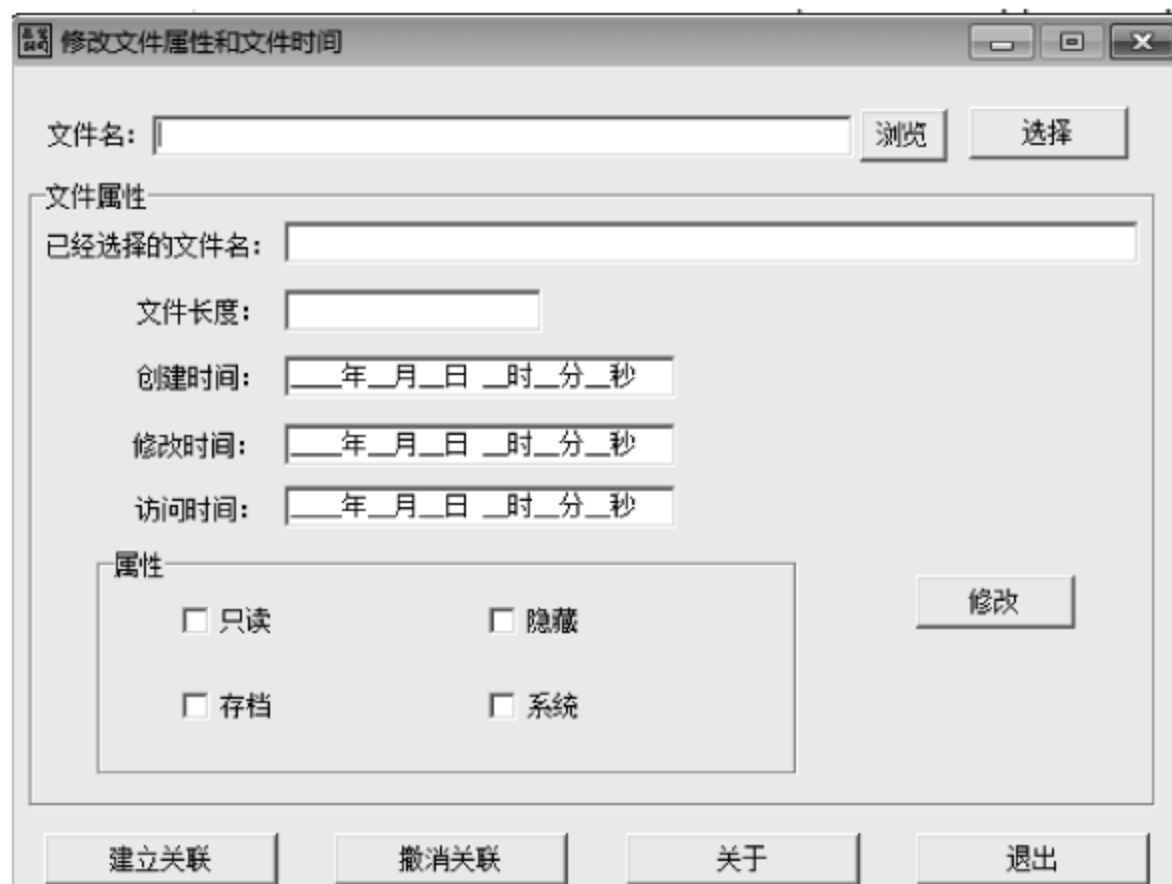 修改文件属性和文件时间
文件名： 浏览 选择
文件属性
已经选择的文件名：
文件长度：
创建时间： ____年__月__日 __时__分__秒
修改时间： ____年__月__日 __时__分__秒
访问时间： ____年__月__日 __时__分__秒
属性
只读 隐藏
修改
存档 系统
建立关联 撤消关联 关于 退出